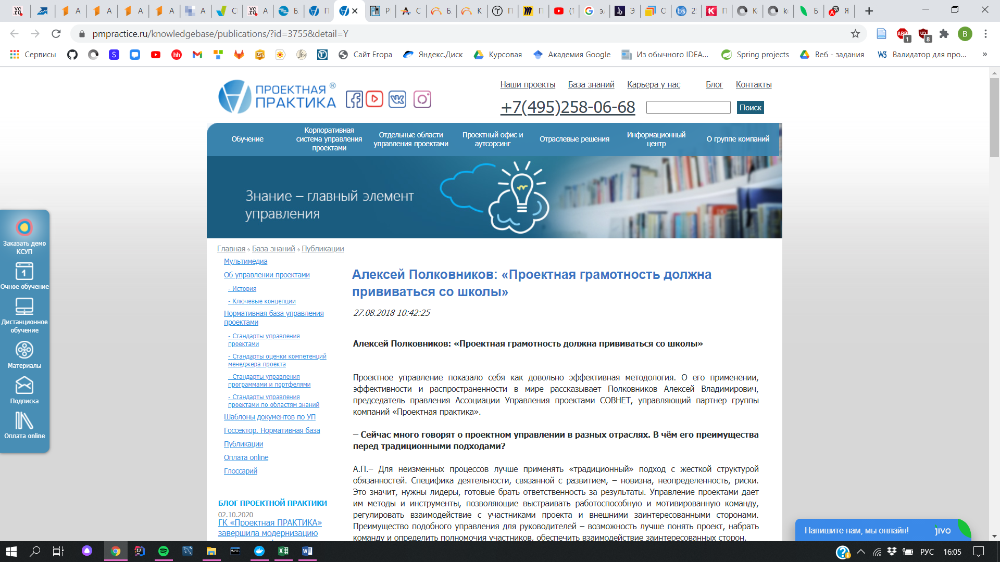 A
A
A
A
A
C
A
Б
П
P
C
Б
К
П
П
(1
э
Э
О
2
П
К
k
Б
Я
pmpractice.ru/knowledgebase/publications/?id=3755&detail=Y
1
8
B
Сервисы
Сайт Егора
Яндекс.Диск
Курсовая
Академия Google
Из обычного IDEA...
Spring projects
Веб - задания
Валидатор для про...
»
ПРОЕКТНАЯ ®
ПРАКТИКА
Наши проекты
База знаний
Карьера у нас
Блог
Контакты
+7(495)258-06-68
Поиск
Обучение
Корпоративная
система управления
проектами
Отдельные области
управления проектами
Проектный офис и
аутсорсинг
Отраслевые решения
Информационный
центр
О группе компаний
Знание – главный элемент
управления
Заказать демо
КСУП
1
Очное обучение
Дистанционное
обучение
Материалы
Подписка
Оплата online
Главная
База знаний
Публикации
Мультимедиа
Об управлении проектами
- История
- Ключевые концепции
Нормативная база управления
проектами
- Стандарты управления
проектами
- Стандарты оценки компетенций
менеджера проекта
- Стандарты управления
программами и портфелями
- Стандарты управления
проектами по областям знаний
Шаблоны документов по УП
Госсектор. Нормативная база
Публикации
Оплата online
Глоссарий
БЛОГ ПРОЕКТНОЙ ПРАКТИКИ
02.10.2020
ГК «Проектная ПРАКТИКА»
завершила модернизацию
Алексей Полковников: «Проектная грамотность должна
прививаться со школы»
27.08.2018 10:42:25
Алексей Полковников: «Проектная грамотность должна прививаться со школы»
Проектное управление показало себя как довольно эффективная методология. О его применении,
эффективности и распространенности в мире рассказывает Полковников Алексей Владимирович,
председатель правления Ассоциации Управления проектами СОВНЕТ, управляющий партнер группы
компаний «Проектная практика».
– Сейчас много говорят о проектном управлении в разных отраслях. В чём его преимущества
перед традиционными подходами?
А.П.– Для неизменных процессов лучше применять «традиционный» подход с жесткой структурой
обязанностей. Специфика деятельности, связанной с развитием, – новизна, неопределенность, риски.
Это значит, нужны лидеры, готовые брать ответственность за результаты. Управление проектами дает
им методы и инструменты, позволяющие выстраивать работоспособную и мотивированную команду,
регулировать взаимодействие с участниками проекта и внешними заинтересованными сторонами.
Преимущество подобного управления для руководителей – возможность лучше понять проект, набрать
команду и определить полномочия участников, обеспечить взаимодействие заинтересованных сторон.
Напишите нам, мы онлайн!
jivo
РУС
16:05